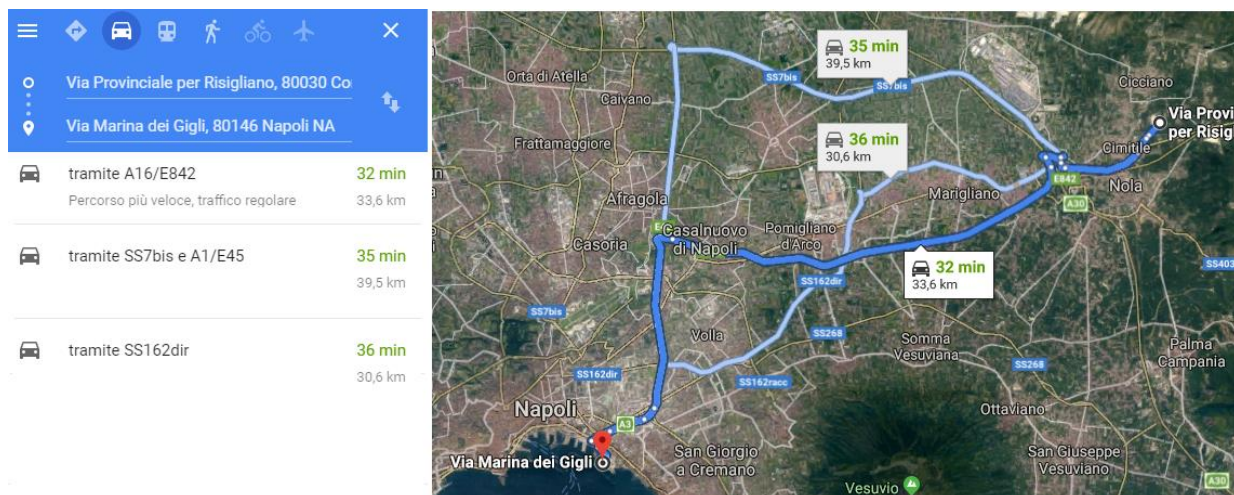 Via Provinciale per Risigliano, 80030 Co
Via Marina dei Gigli, 80146 Napoli NA
tramite A16/E842 32 min
Percorso più veloce, traffico regolare 33,6 km
tramite SS7bis e A1/E45 35 min
39,5 km
tramite SS162dir 36 min
30,6 km
35 min
39,5 km
Orta di Atella
SS7bis
SS7bis
Cicciano
Caivano
Via Provi
per Risigl
36 min
30,6 km
Frattamaggiore
Cimitile
E842
Marigliano
Nola
Afragola
A30
Casalnuovo
di Napoli
Pomigliano
d'Arco
Casoria
32 min
33,6 km
SS403
SS162dir
SS7bis
Volla
SS268
Somma
Vesuviana
Palma
Campania
SS268
SS162dir
SS162racc
Napoli
Ottaviano
A3
San Giorgio
a Cremano
San Giuseppe
Vesuviano
Via Marina dei Gigli
Vesuvio
A30